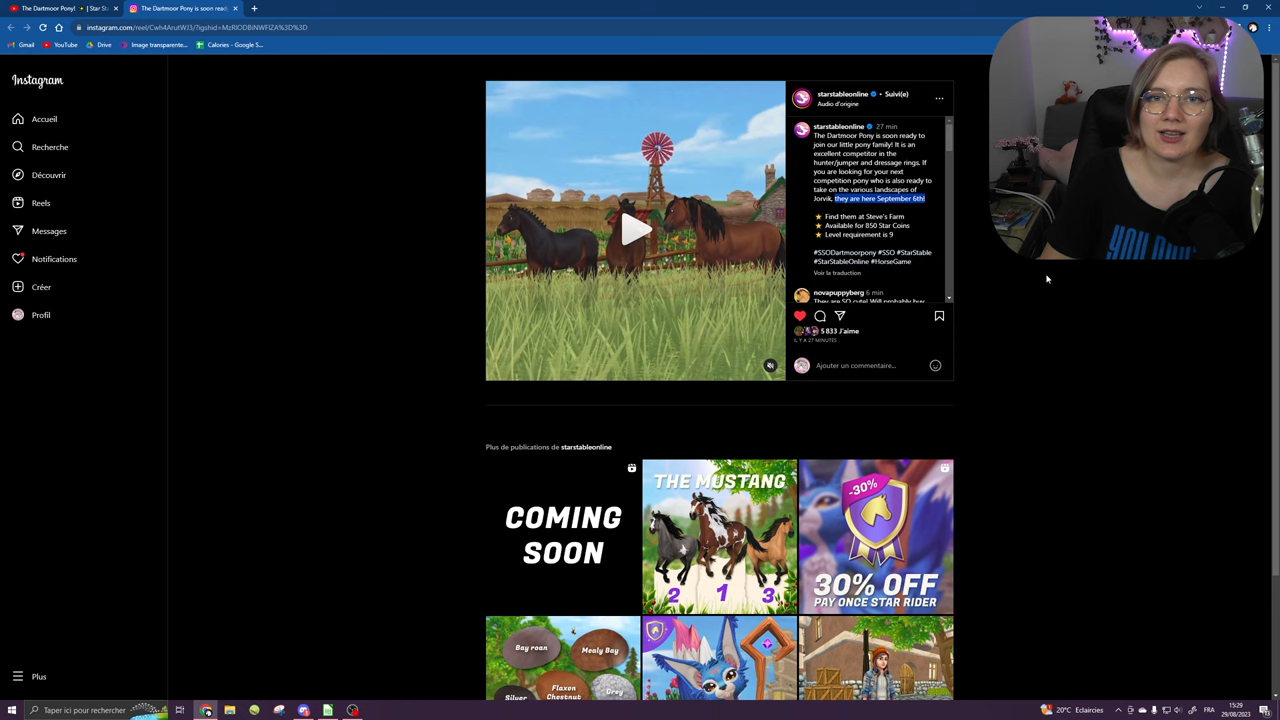 The Dartmoor Pony! ★ | Star St
The Dartmoor Pony is soon read
instagram.com/reel/Cwh4ArutWJ3/?igshid=MzRlODBiNWFlZA%3D%3D
Gmail
YouTube
Drive
Image transparente...
Calories - Google S...
Instagram
Accueil
Recherche
Découvrir
Reels
Messages
Notifications
Créer
Profil
Plus
starstableonline • Suivi(e)
Audio d'origine
starstableonline 27 min
The Dartmoor Pony is soon ready to
join our little pony family! It is an
excellent competitor in the
hunter/jumper and dressage rings. If
you are looking for your next
competition pony who is also ready to
take on the various landscapes of
Jorvik, they are here September 6th!
⭐ Find them at Steve's Farm
⭐ Available for 850 Star Coins
⭐ Level requirement is 9
#SSODartmoorpony #SSO #StarStable
#StarStableOnline #HorseGame
Voir la traduction
novapuppyberg 6 min
They are SO cute! Will probably buy
5 833 J'aime
IL Y A 27 MINUTES
Ajouter un commentaire...
Plus de publications de starstableonline
COMING
SOON
THE MUSTANG
2 1 3
-30%
30% OFF
PAY ONCE STAR RIDER
Bay roan
Mealy Bay
Flaxen
Chestnut
Silver
Grey
Taper ici pour rechercher
20°C Eclaircies
FRA
15:29
29/08/2023